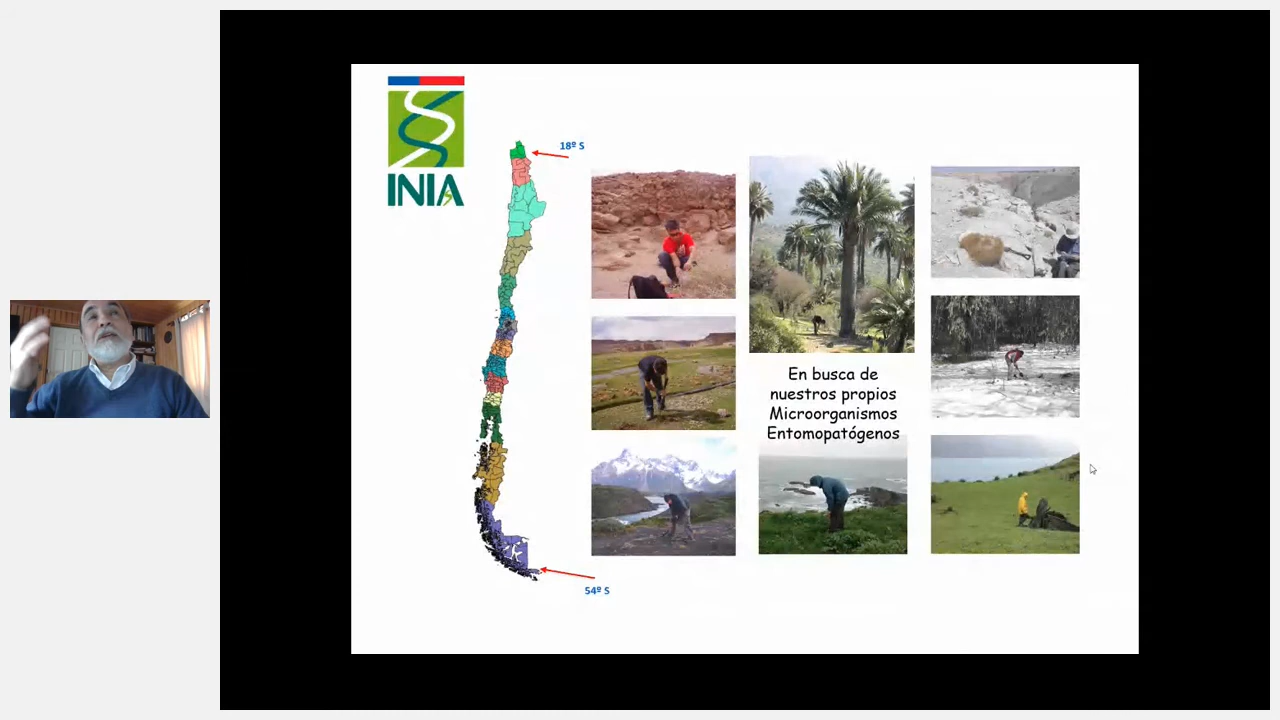 INIA
18º S
En busca de
nuestros propios
Microorganismos
Entomopatógenos
54º S